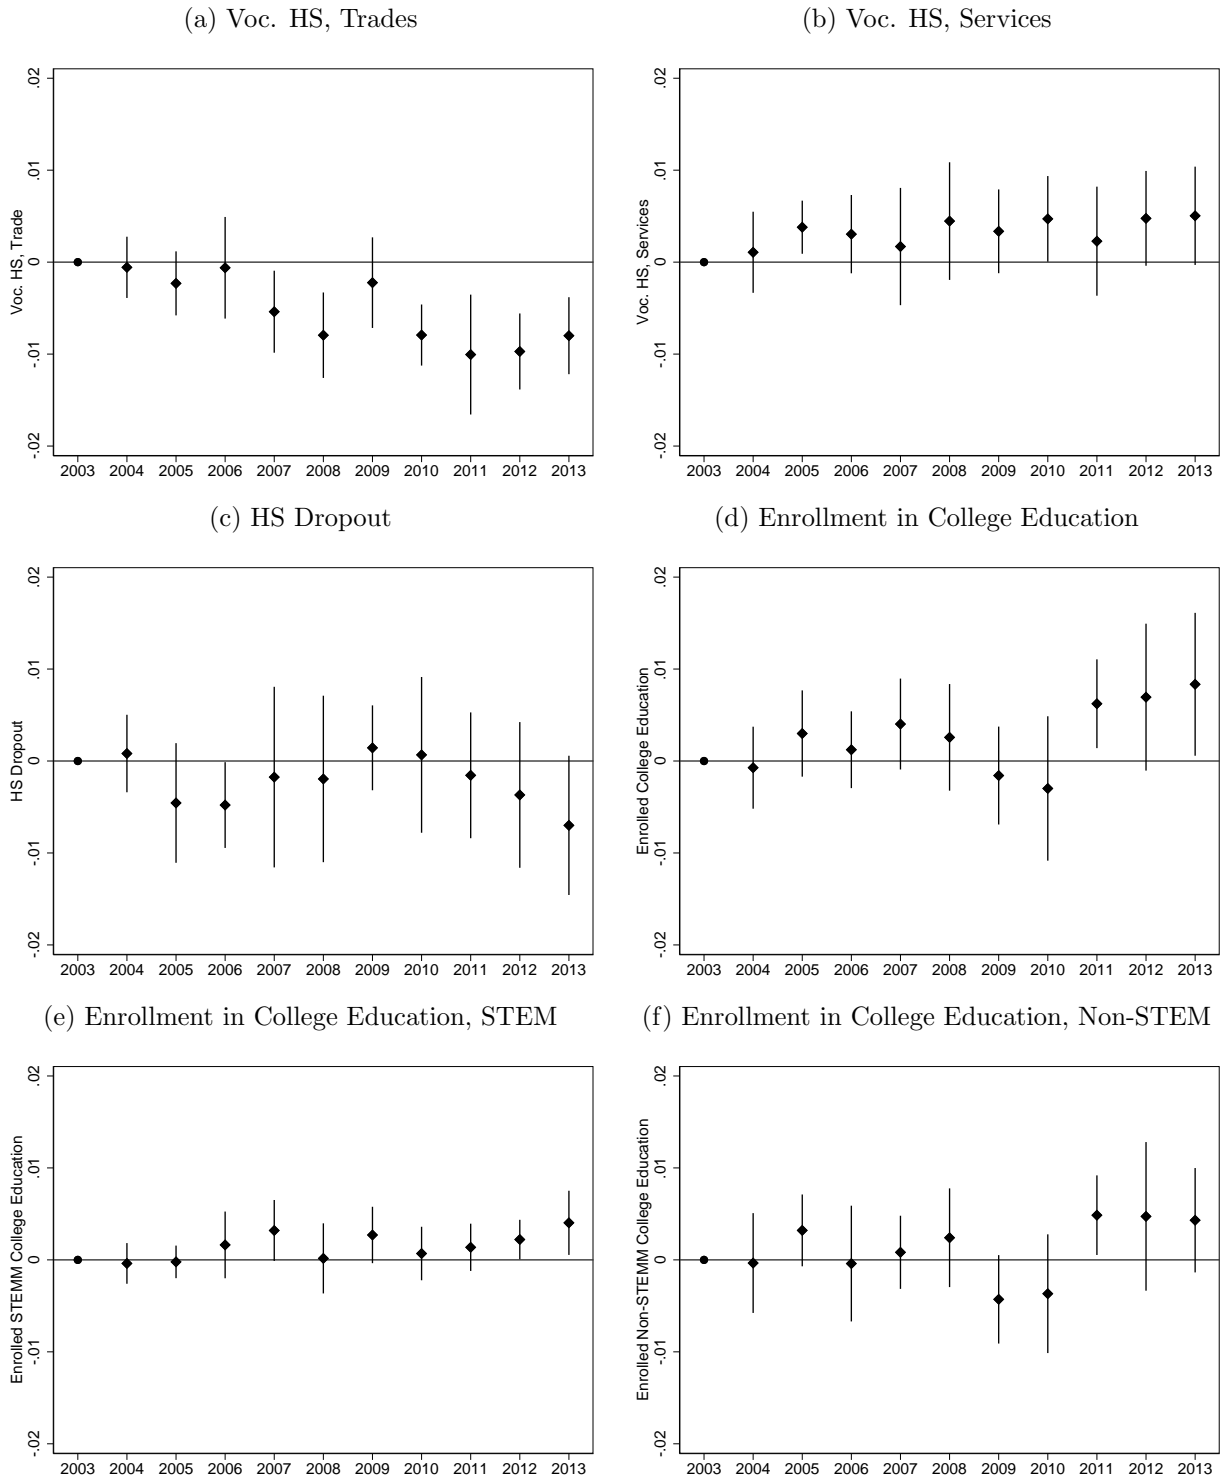 (a) Voc. HS, Trades
(b) Voc. HS, Services
Voc. HS, Trade
.02
.01
0
-.01
-.02
2003 2004 2005 2006 2007 2008 2009 2010 2011 2012 2013
Voc. HS, Services
.02
.01
0
-.01
-.02
2003 2004 2005 2006 2007 2008 2009 2010 2011 2012 2013
(c) HS Dropout
(d) Enrollment in College Education
HS Dropout
.02
.01
0
-.01
-.02
2003 2004 2005 2006 2007 2008 2009 2010 2011 2012 2013
Enrolled College Education
.02
.01
0
-.01
-.02
2003 2004 2005 2006 2007 2008 2009 2010 2011 2012 2013
(e) Enrollment in College Education, STEM
(f) Enrollment in College Education, Non-STEM
Enrolled STEMM College Education
.02
.01
0
-.01
-.02
2003 2004 2005 2006 2007 2008 2009 2010 2011 2012 2013
Enrolled Non-STEMM College Education
.02
.01
0
-.01
-.02
2003 2004 2005 2006 2007 2008 2009 2010 2011 2012 2013